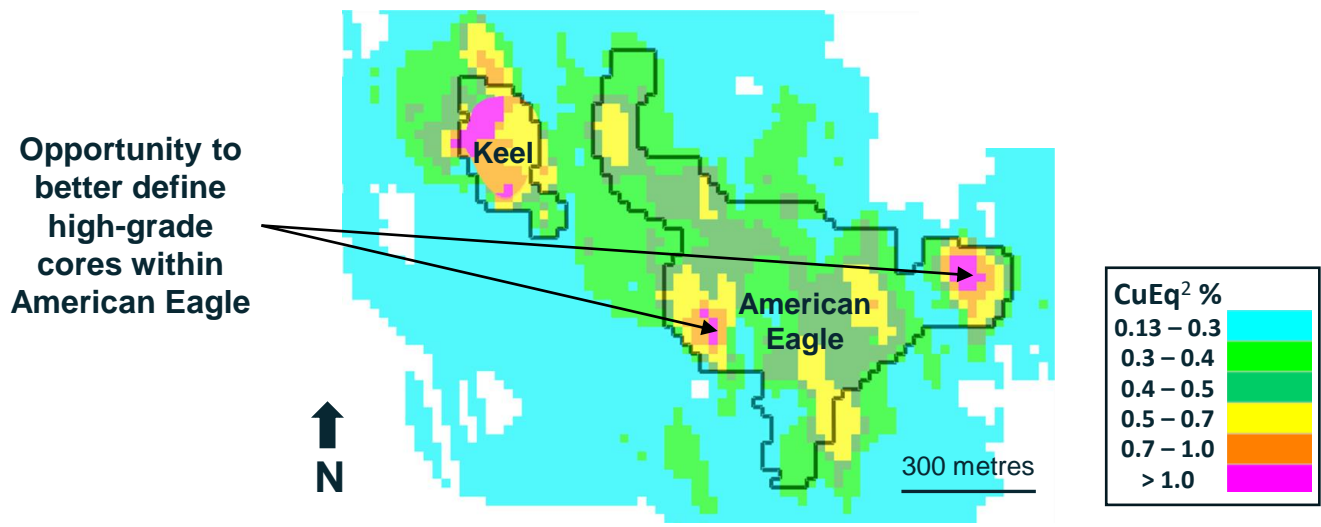 Opportunity to
better define
high-grade
cores within
American Eagle
Keel
American
Eagle
N
300 metres
CuEq² %
0.13 – 0.3
0.3 – 0.4
0.4 – 0.5
0.5 – 0.7
0.7 – 1.0
> 1.0